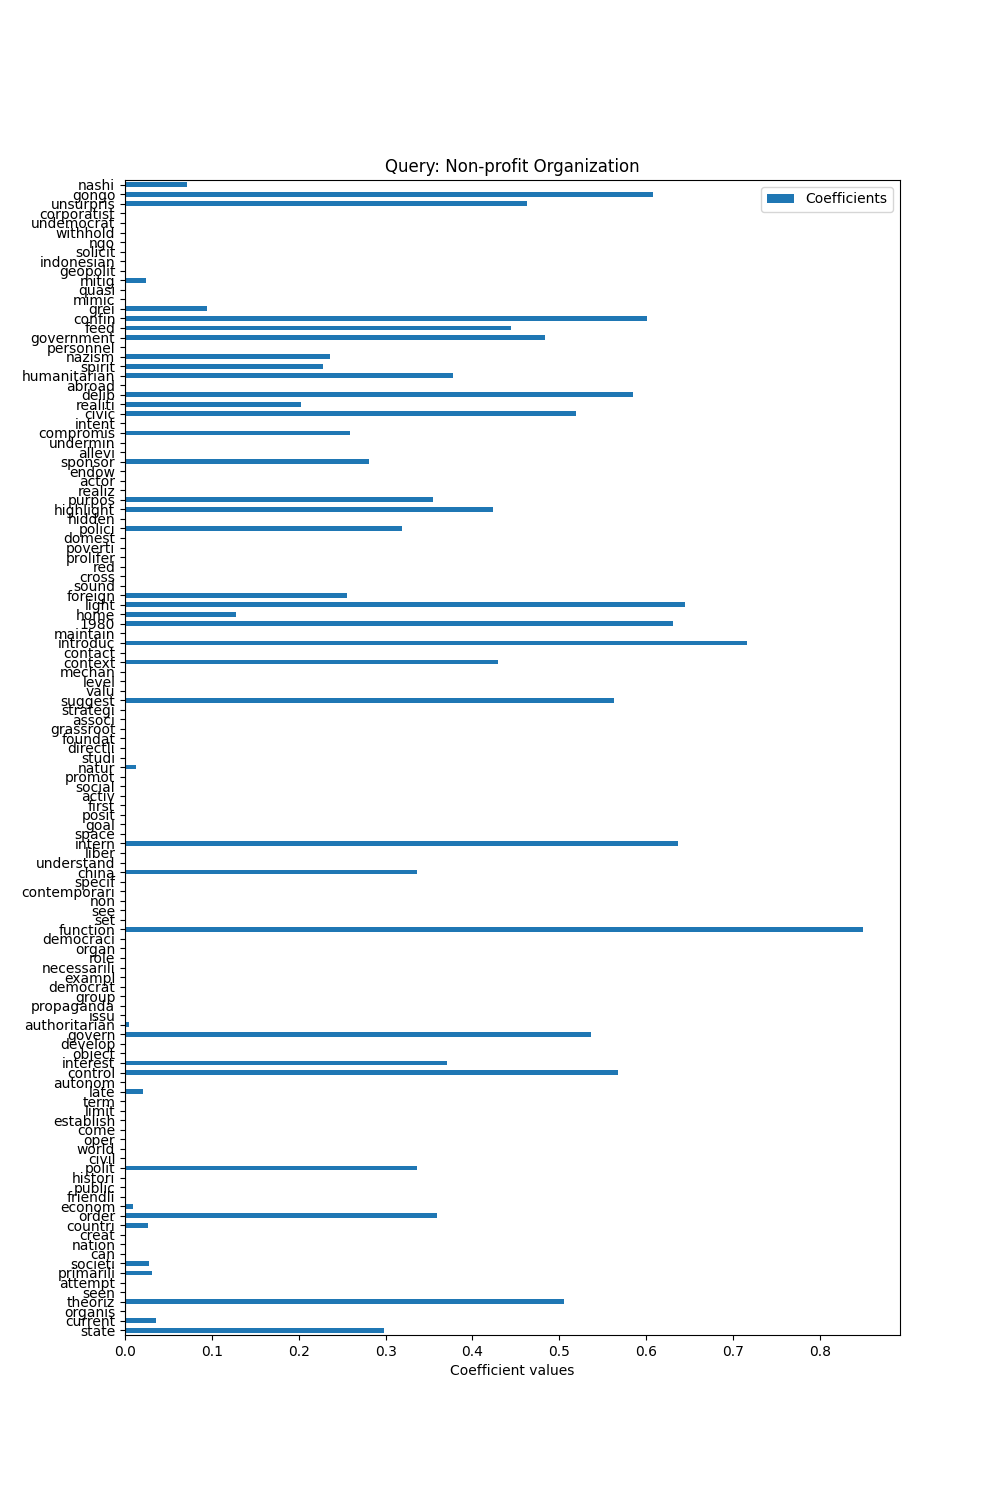 Query: Non-profit Organization
Coefficients
nashi
gongo
unsurpris
corporatist
undemocrat
withhold
ngo
solicit
indonesian
geopolit
mitig
quasi
mimic
grei
confin
feed
government
personnel
nazism
spirit
humanitarian
abroad
delib
realiti
civic
intent
compromis
undermin
allevi
sponsor
endow
actor
realiz
purpos
highlight
hidden
polici
domest
poverti
prolifer
red
cross
sound
foreign
light
home
1980
maintain
introduc
contact
context
mechan
level
valu
suggest
strategi
associ
grassroot
foundat
directli
studi
natur
promot
social
activ
first
posit
goal
space
intern
liber
understand
china
specif
contemporari
non
see
set
function
democraci
organ
role
necessarili
exampl
democrat
group
propaganda
issu
authoritarian
govern
develop
object
interest
control
autonom
late
term
limit
establish
come
oper
world
civil
polit
histori
public
friendli
econom
order
countri
creat
nation
can
societi
primarili
attempt
seen
theoriz
organis
current
state
0.0 0.1 0.2 0.3 0.4 0.5 0.6 0.7 0.8
Coefficient values